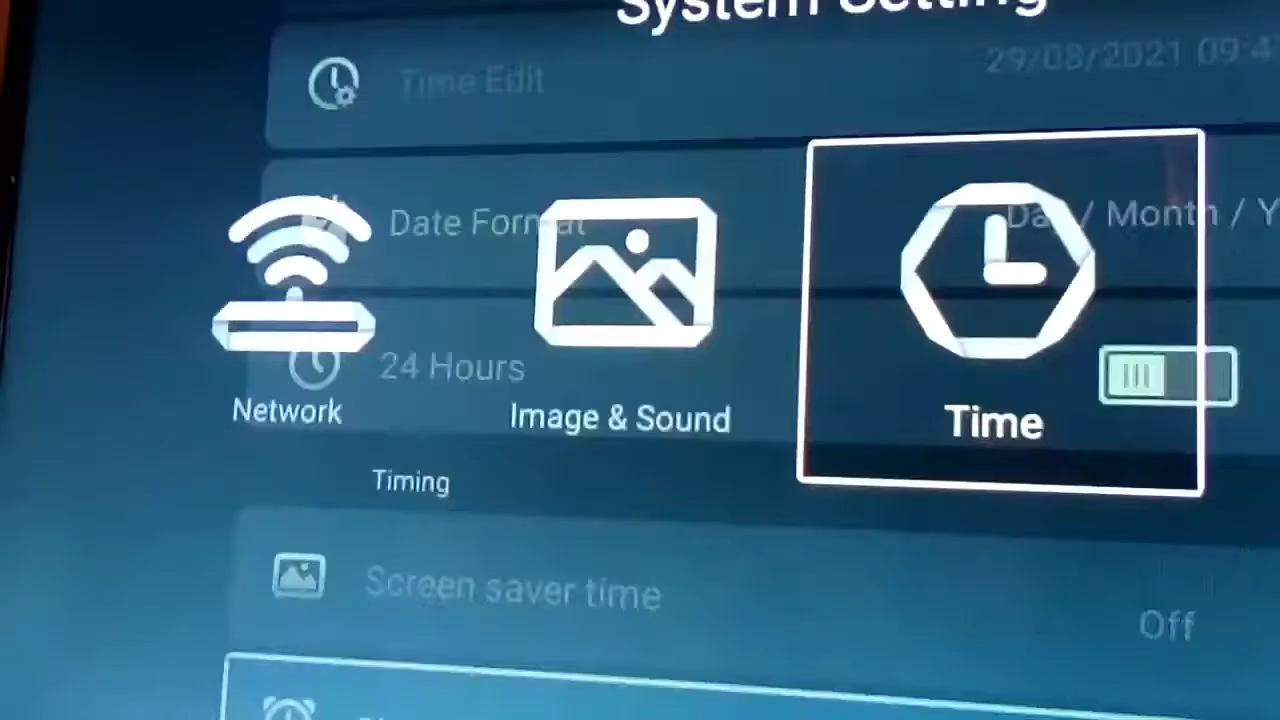 System Setting
Time Edit
29/08/2021 09:4
Date Format
Day / Month / Y
24 Hours
Network
Image & Sound
Time
Timing
Screen saver time
Off